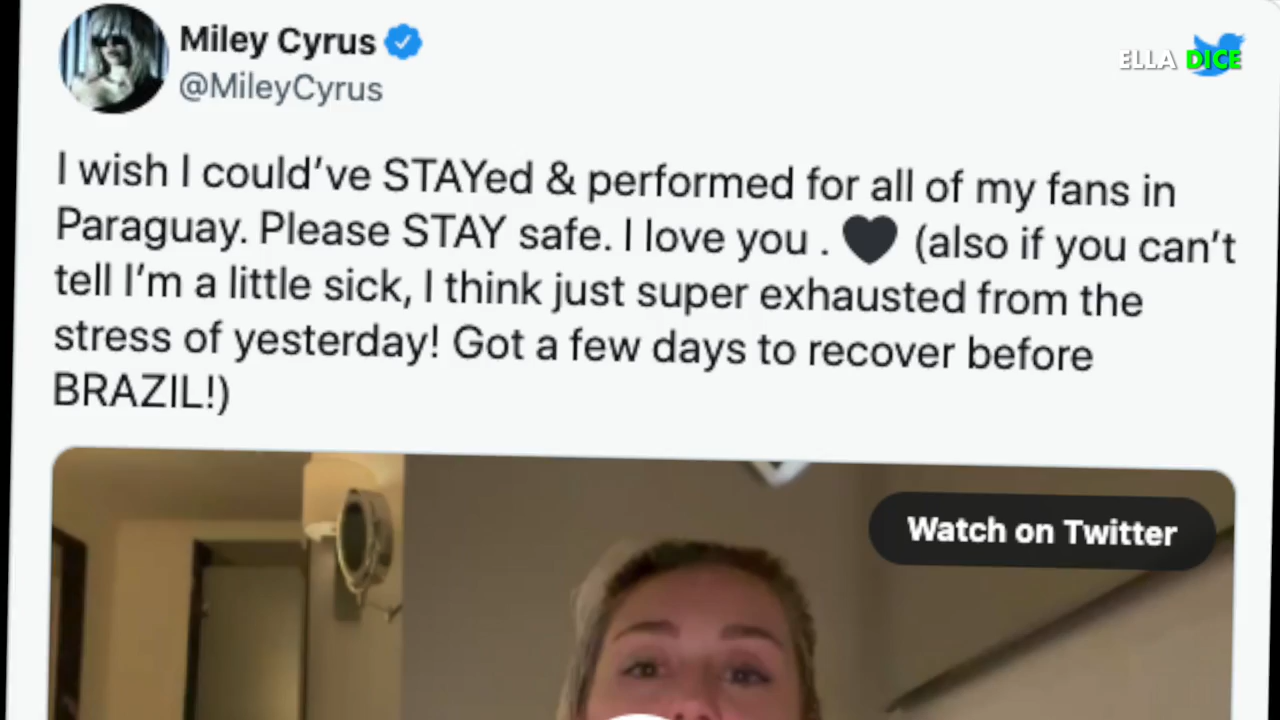 Miley Cyrus
@MileyCyrus
ELLA DICE
I wish I could’ve STAYed & performed for all of my fans in
Paraguay. Please STAY safe. I love you . 🖤 (also if you can’t
tell I’m a little sick, I think just super exhausted from the
stress of yesterday! Got a few days to recover before
BRAZIL!)
Watch on Twitter